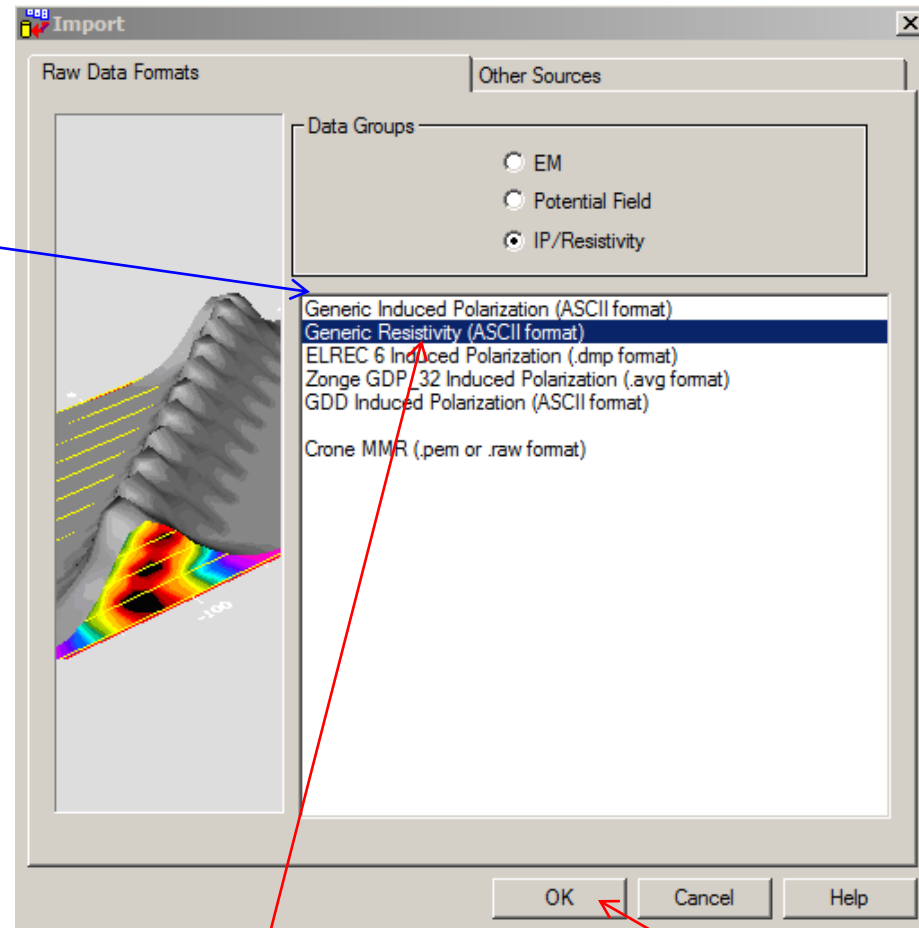 Import
Raw Data Formats
Other Sources
Data Groups
EM
Potential Field
IP/Resistivity
Generic Induced Polarization (ASCII format)
Generic Resistivity (ASCII format)
ELREC 6 Induced Polarization (.dmp format)
Zonge GDP_32 Induced Polarization (.avg format)
GDD Induced Polarization (ASCII format)
Crone MMR (.pem or .raw format)
-100
OK
Cancel
Help